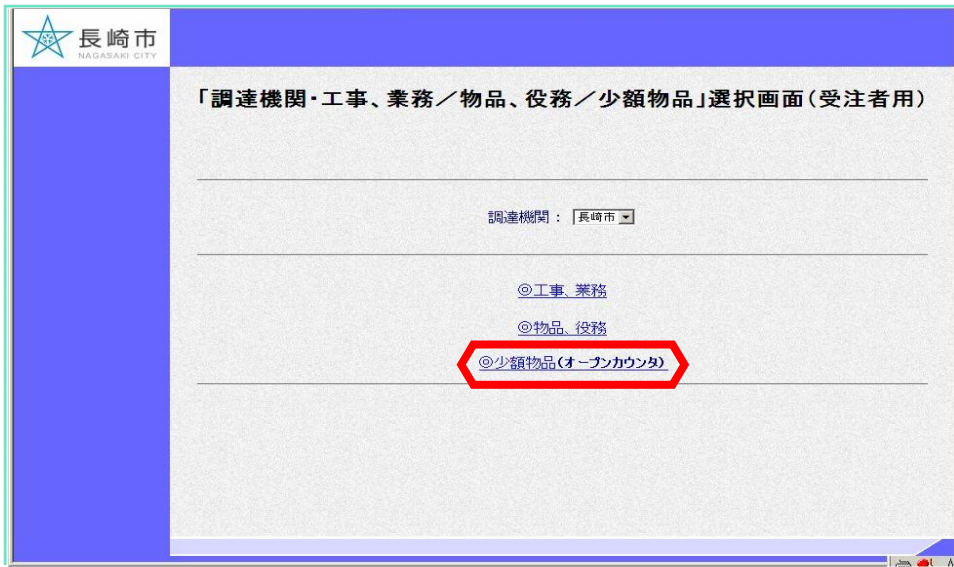 長崎市
NAGASAKI CITY
「調達機関・工事、業務／物品、役務／少額物品」選択画面(受注者用)
調達機関： 長崎市
◎工事、業務
◎物品、役務
◎少額物品(オープンカウンタ)